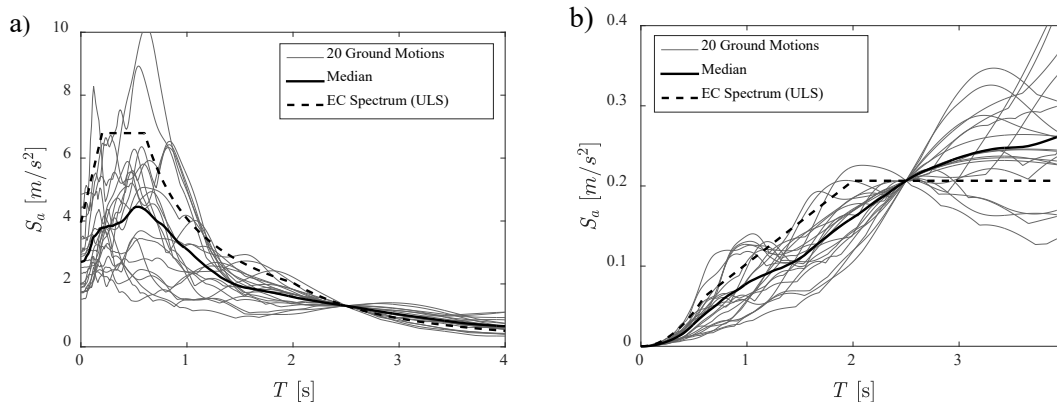 a)
10
8
6
4
2
0
S_a [m/s²]
20 Ground Motions
Median
EC Spectrum (ULS)
0 1 2 3 4
T [s]
b)
0.4
0.3
0.2
0.1
0
S_a [m/s²]
20 Ground Motions
Median
EC Spectrum (ULS)
0 1 2 3
T [s]